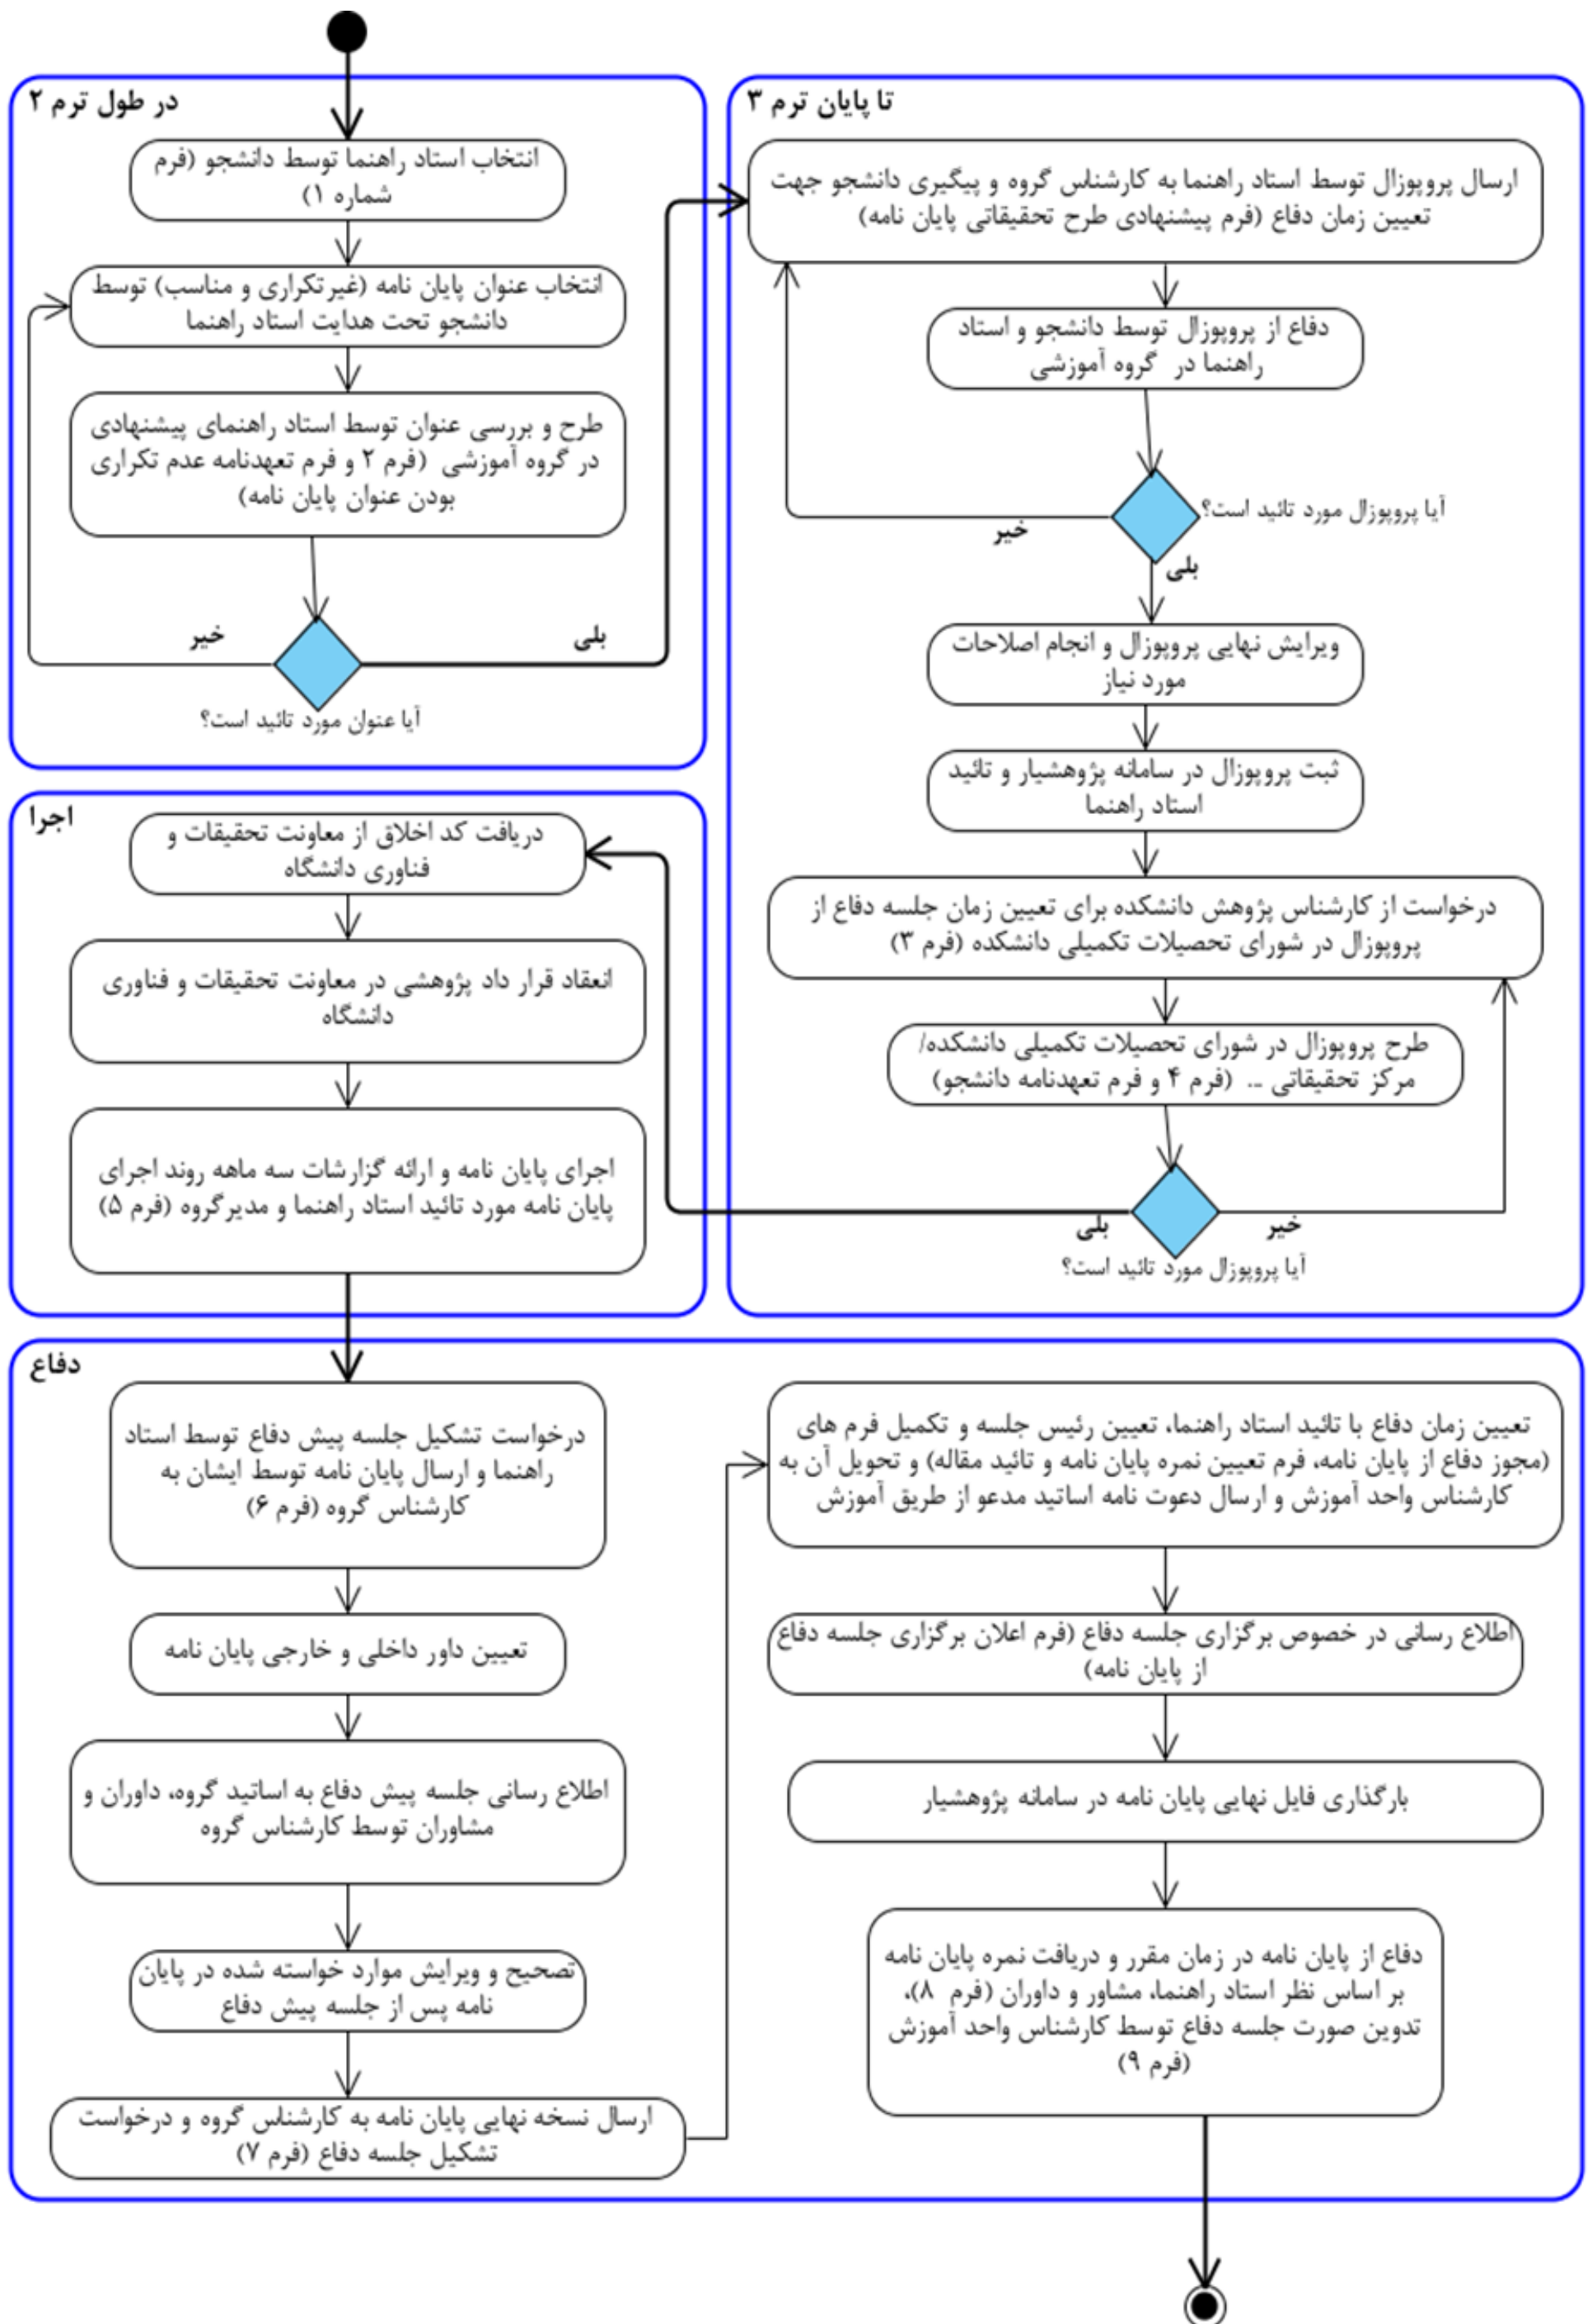 در طول ترم ۲
انتخاب استاد راهنما توسط دانشجو (فرم
شماره ۱)
انتخاب عنوان پایان نامه (غیرتکراری و مناسب) توسط
دانشجو تحت هدایت استاد راهنما
طرح و بررسی عنوان توسط استاد راهنمای پیشنهادی
در گروه آموزشی (فرم ۲ و فرم تعهدنامه عدم تکراری
بودن عنوان پایان نامه)
خیر
بلی
آیا عنوان مورد تائید است؟
تا پایان ترم ۳
ارسال پروپوزال توسط استاد راهنما به کارشناس گروه و پیگیری دانشجو جهت
تعیین زمان دفاع (فرم پیشنهادی طرح تحقیقاتی پایان نامه)
دفاع از پروپوزال توسط دانشجو و استاد
راهنما در گروه آموزشی
آیا پروپوزال مورد تائید است؟
خیر
بلی
ویرایش نهایی پروپوزال و انجام اصلاحات
مورد نیاز
ثبت پروپوزال در سامانه پژوهشیار و تائید
استاد راهنما
درخواست از کارشناس پژوهش دانشکده برای تعیین زمان جلسه دفاع از
پروپوزال در شورای تحصیلات تکمیلی دانشکده (فرم ۳)
طرح پروپوزال در شورای تحصیلات تکمیلی دانشکده/
مرکز تحقیقاتی .. (فرم ۴ و فرم تعهدنامه دانشجو)
خیر
بلی
آیا پروپوزال مورد تائید است؟
اجرا
دریافت کد اخلاق از معاونت تحقیقات و
فناوری دانشگاه
انعقاد قرار داد پژوهشی در معاونت تحقیقات و فناوری
دانشگاه
اجرای پایان نامه و ارائه گزارشات سه ماهه روند اجرای
پایان نامه مورد تائید استاد راهنما و مدیرگروه (فرم ۵)
دفاع
درخواست تشکیل جلسه پیش دفاع توسط استاد
راهنما و ارسال پایان نامه توسط ایشان به
کارشناس گروه (فرم ۶)
تعیین داور داخلی و خارجی پایان نامه
اطلاع رسانی جلسه پیش دفاع به اساتید گروه، داوران و
مشاوران توسط کارشناس گروه
تصحیح و ویرایش موارد خواسته شده در پایان
نامه پس از جلسه پیش دفاع
ارسال نسخه نهایی پایان نامه به کارشناس گروه و درخواست
تشکیل جلسه دفاع (فرم ۷)
تعیین زمان دفاع با تائید استاد راهنما، تعیین رئیس جلسه و تکمیل فرم های
(مجوز دفاع از پایان نامه، فرم تعیین نمره پایان نامه و تائید مقاله) و تحویل آن به
کارشناس واحد آموزش و ارسال دعوت نامه اساتید مدعو از طریق آموزش
اطلاع رسانی در خصوص برگزاری جلسه دفاع (فرم اعلان برگزاری جلسه دفاع
از پایان نامه)
بارگذاری فایل نهایی پایان نامه در سامانه پژوهشیار
دفاع از پایان نامه در زمان مقرر و دریافت نمره پایان نامه
بر اساس نظر استاد راهنما، مشاور و داوران (فرم ۸)،
تدوین صورت جلسه دفاع توسط کارشناس واحد آموزش
(فرم ۹)